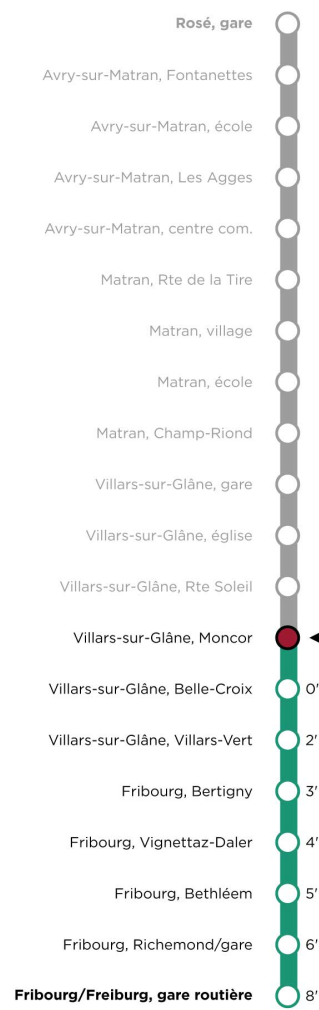 Rosé, gare
Avry-sur-Matran, Fontanettes
Avry-sur-Matran, école
Avry-sur-Matran, Les Agges
Avry-sur-Matran, centre com.
Matran, Rte de la Tire
Matran, village
Matran, école
Matran, Champ-Riond
Villars-sur-Glâne, gare
Villars-sur-Glâne, église
Villars-sur-Glâne, Rte Soleil
Villars-sur-Glâne, Moncor
Villars-sur-Glâne, Belle-Croix 0'
Villars-sur-Glâne, Villars-Vert 2'
Fribourg, Bertigny 3'
Fribourg, Vignettaz-Daler 4'
Fribourg, Bethléem 5'
Fribourg, Richemond/gare 6'
Fribourg/Freiburg, gare routière 8'